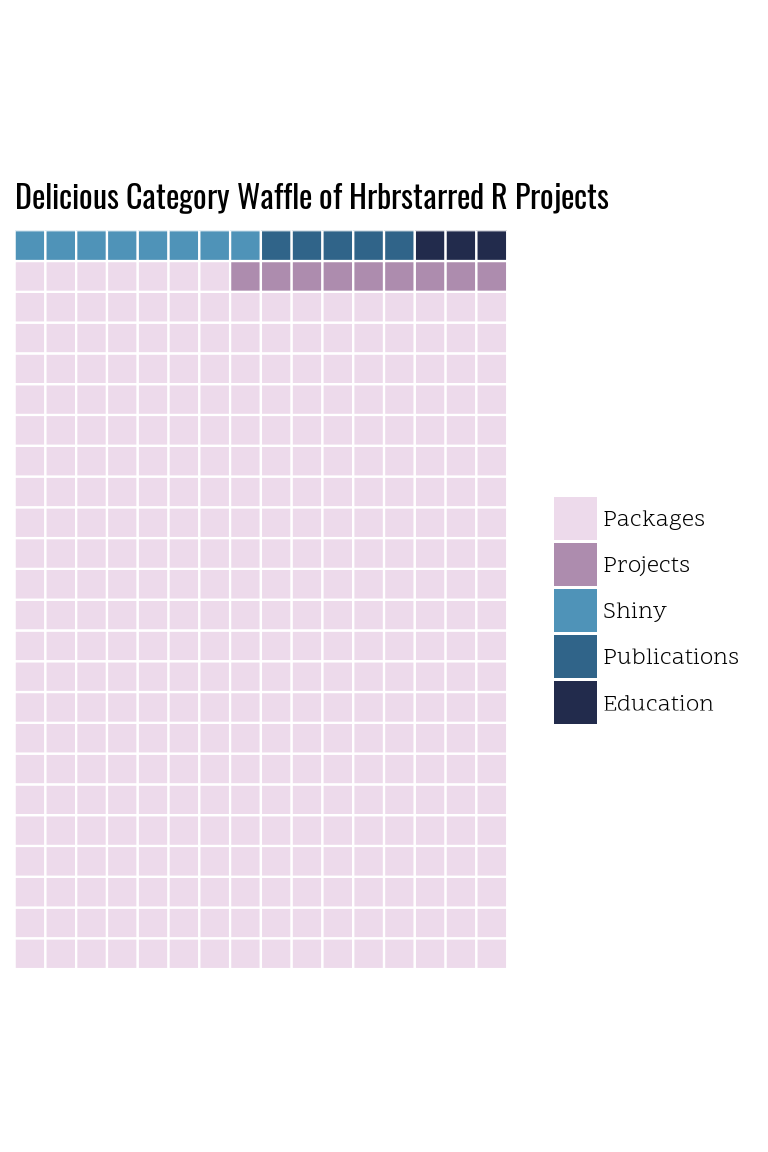 Delicious Category Waffle of Hrbrstarred R Projects
Packages
Projects
Shiny
Publications
Education